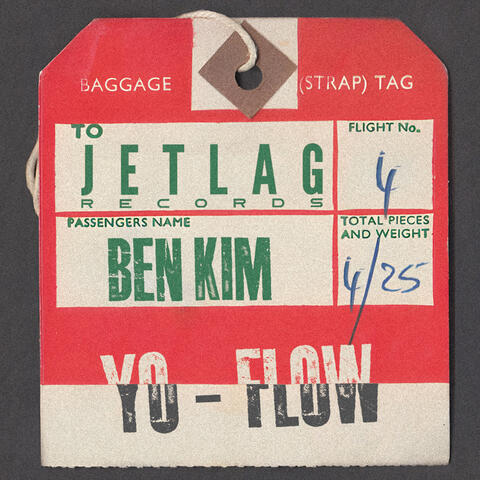 BAGGAGE (STRAP) TAG
TO
JETLAG
RECORDS
FLIGHT No.
4
PASSENGERS NAME
BEN KIM
TOTAL PIECES
AND WEIGHT
4/25
YO - FLOW